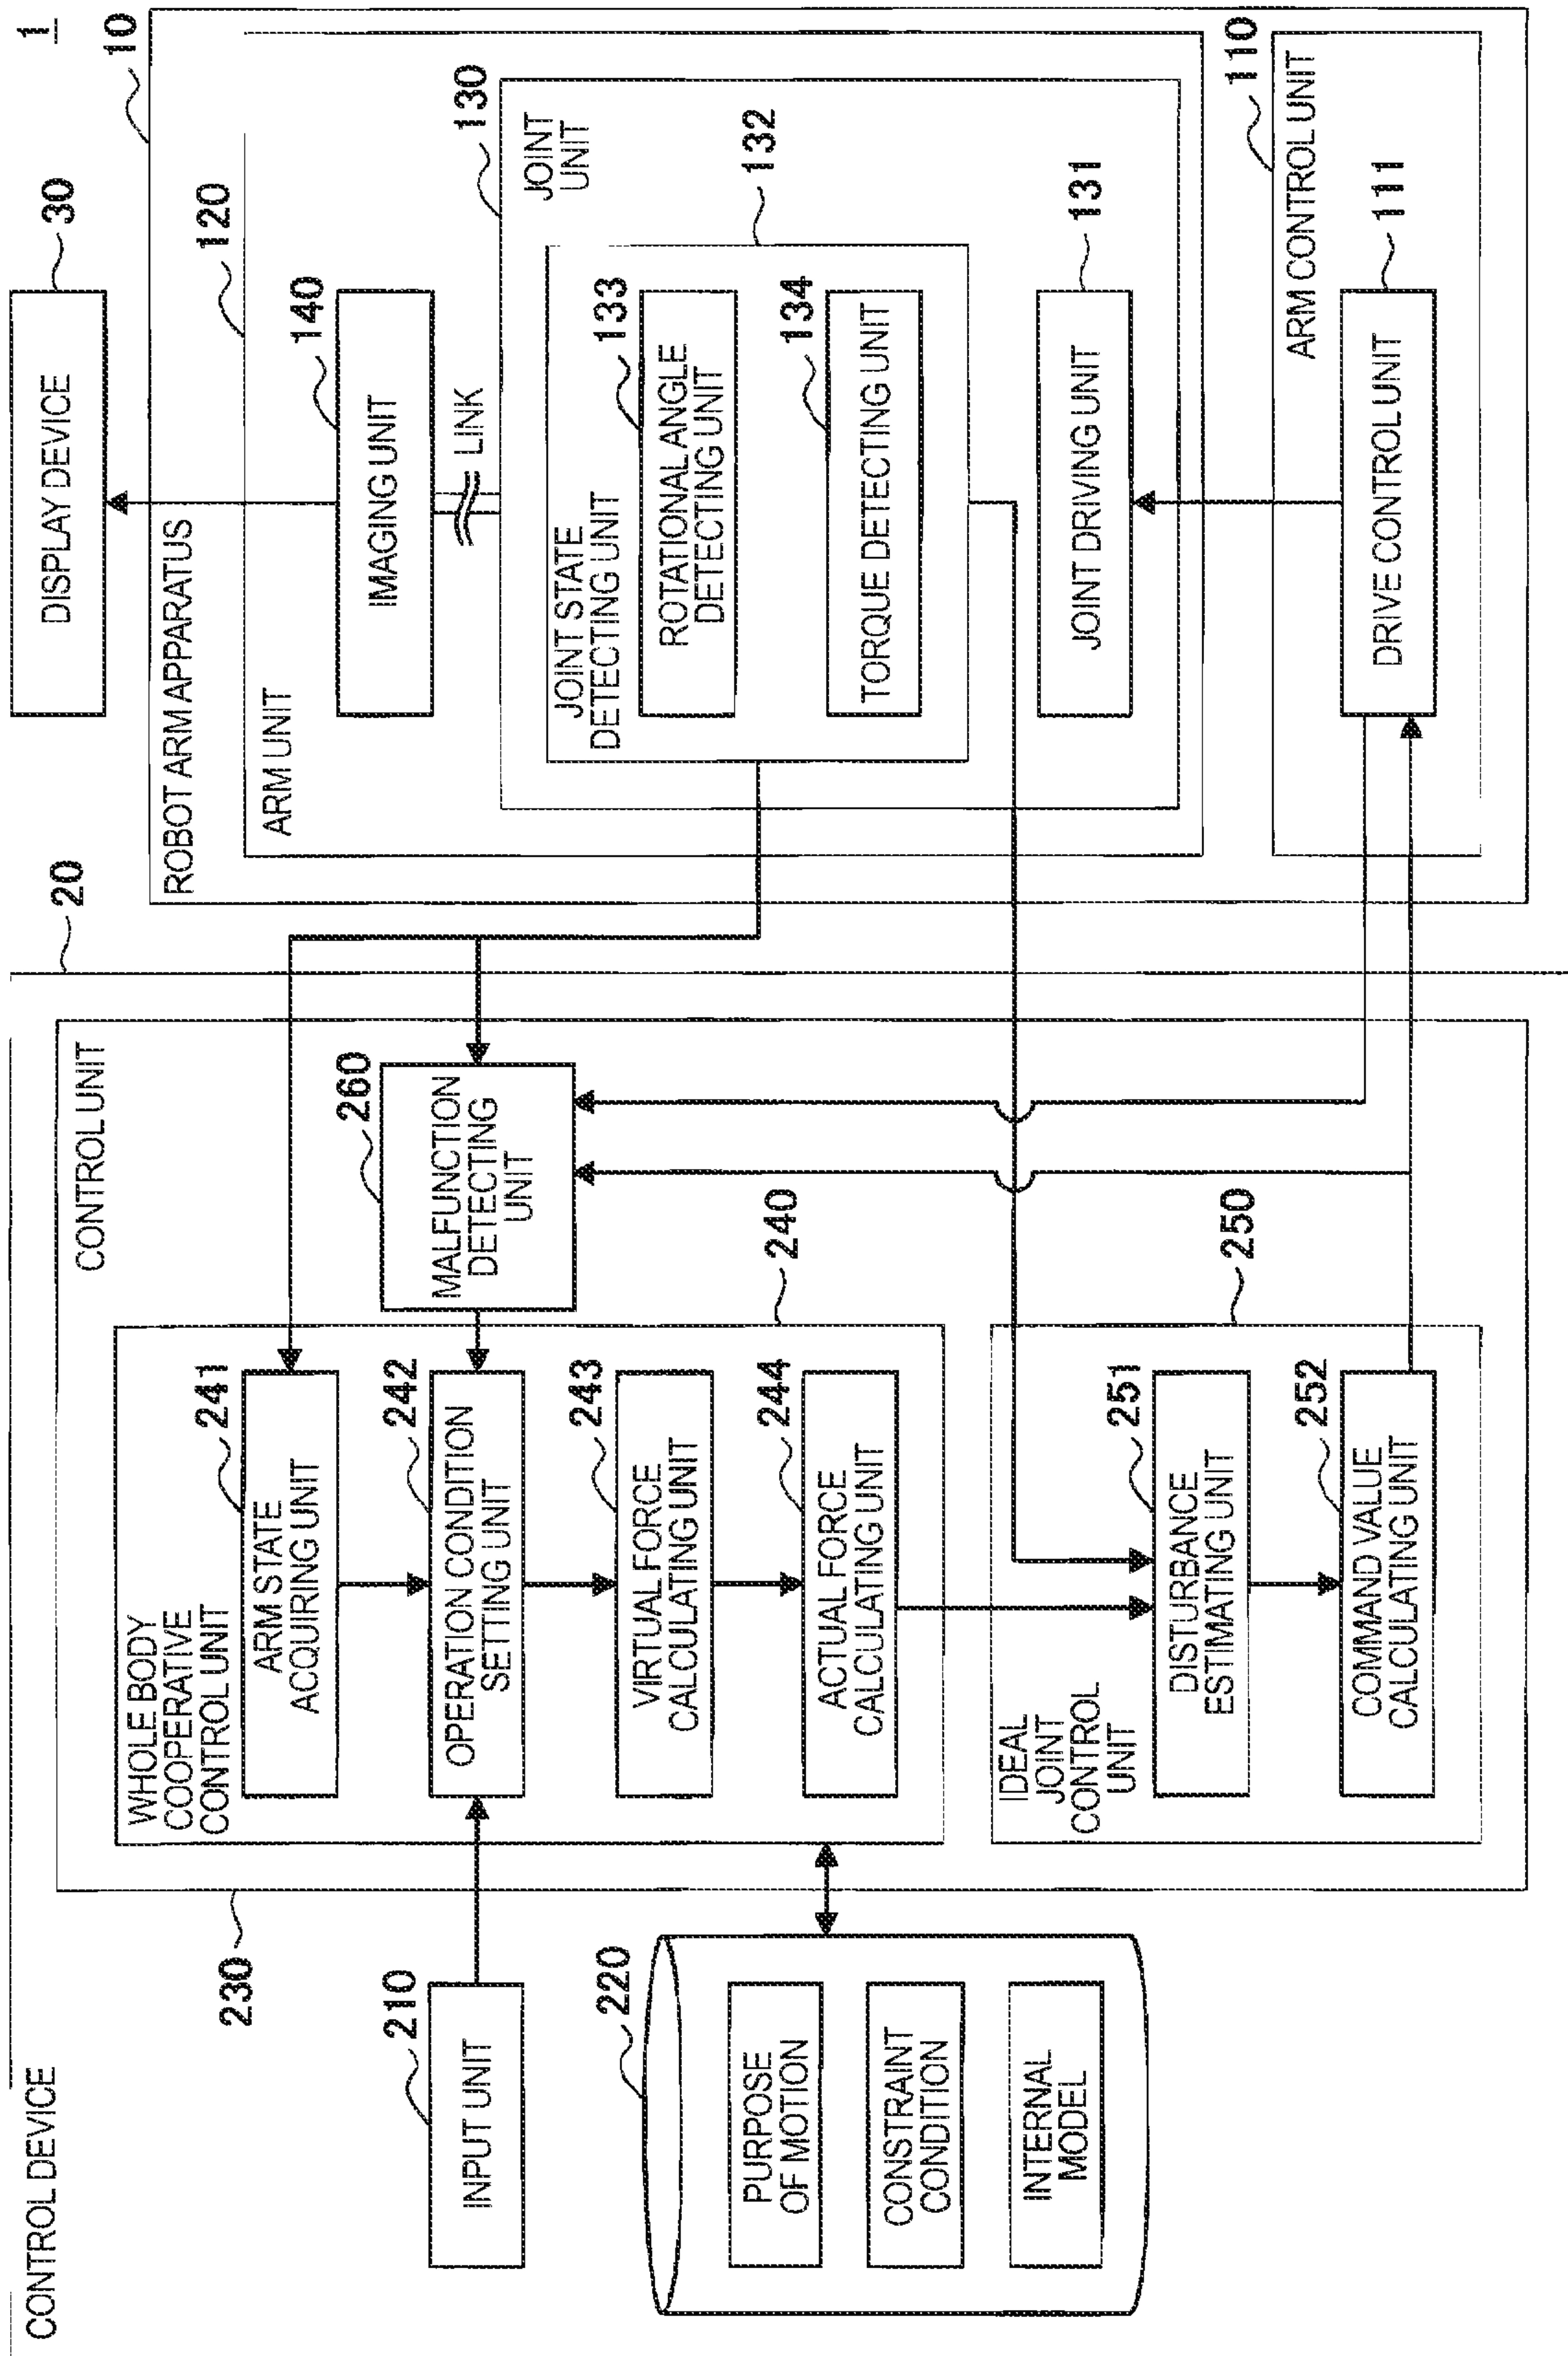 1
CONTROL DEVICE
20
CONTROL UNIT
230
WHOLE BODY
COOPERATIVE
CONTROL UNIT
241
ARM STATE
ACQUIRING UNIT
242
OPERATION CONDITION
SETTING UNIT
243
VIRTUAL FORCE
CALCULATING UNIT
244
ACTUAL FORCE
CALCULATING UNIT
240
260
MALFUNCTION
DETECTING
UNIT
210
INPUT UNIT
220
PURPOSE
OF MOTION
CONSTRAINT
CONDITION
INTERNAL
MODEL
IDEAL
JOINT
CONTROL
UNIT
250
251
DISTURBANCE
ESTIMATING UNIT
252
COMMAND VALUE
CALCULATING UNIT
DISPLAY DEVICE
30
ROBOT ARM APPARATUS
10
ARM UNIT
120
IMAGING UNIT
140
LINK
130
JOINT
UNIT
JOINT STATE
DETECTING UNIT
132
133
ROTATIONAL ANGLE
DETECTING UNIT
134
TORQUE DETECTING UNIT
JOINT DRIVING UNIT
131
ARM CONTROL UNIT
110
DRIVE CONTROL UNIT
111